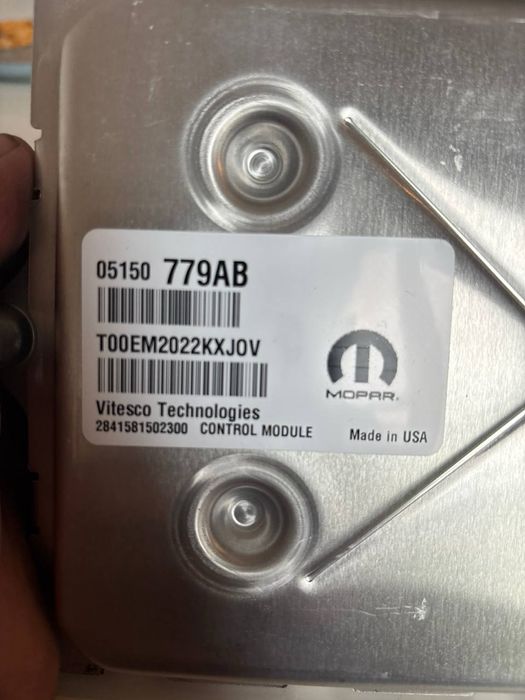 05150 779AB
T00EM2022KXJ0V
MOPAR®
Vitesco Technologies
2841581502300 CONTROL MODULE Made in USA